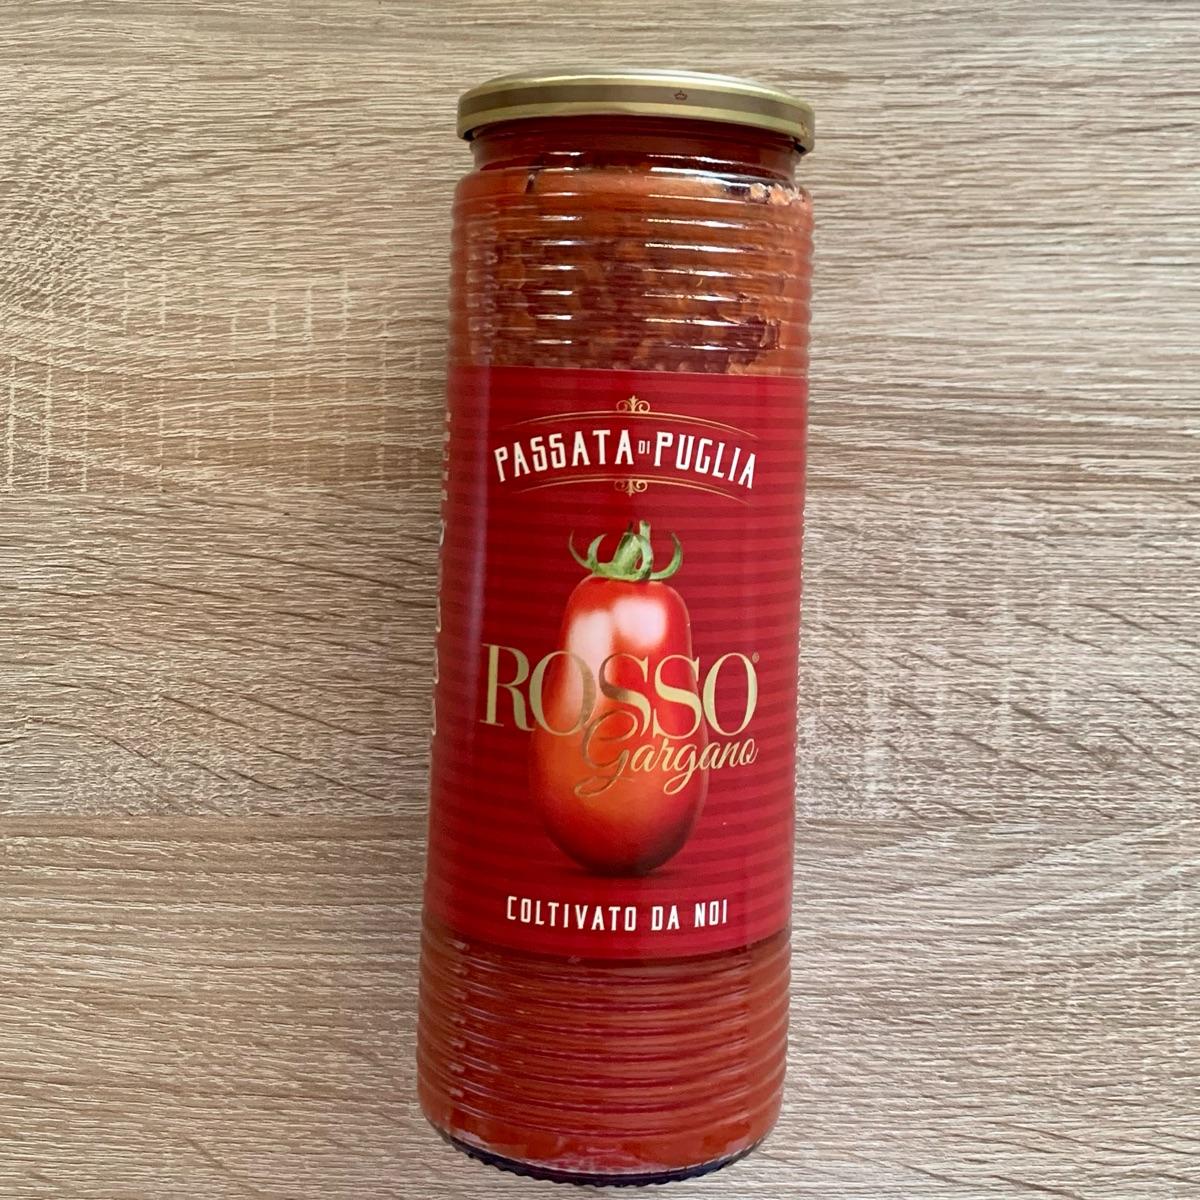 PASSATA DI PUGLIA
ROSSO®
Gargano
COLTIVATO DA NOI